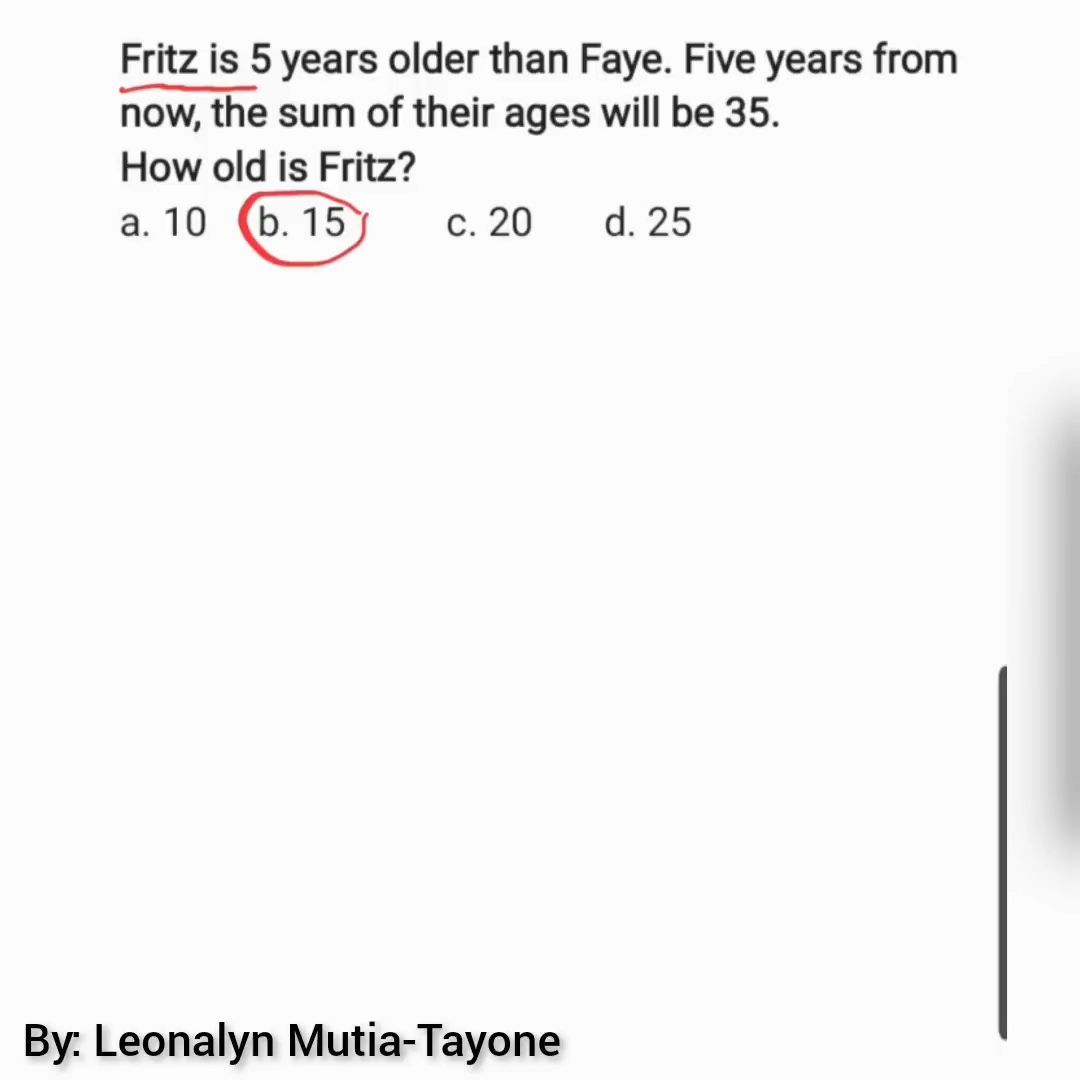 Fritz is 5 years older than Faye. Five years from
now, the sum of their ages will be 35.
How old is Fritz?
a. 10 b. 15 c. 20 d. 25
By: Leonalyn Mutia-Tayone